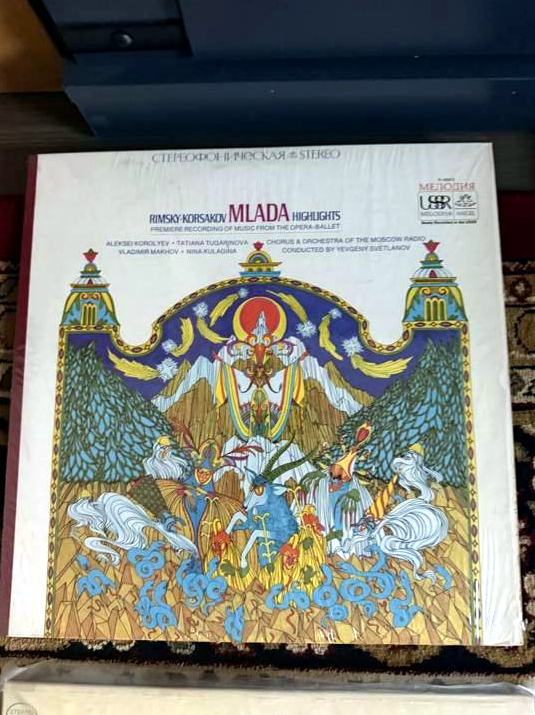 СТЕРЕОФОНИЧЕСКАЯ STEREO
МЕЛОДИЯ
USSR
MELODIYA ANGEL
RIMSKY-KORSAKOV MLADA HIGHLIGHTS
PREMIERE RECORDING OF MUSIC FROM THE OPERA-BALLET
ALEKSEI KOROLYEV • TATIANA TUGARINOVA
VLADIMIR MAKHOV • NINA KULAGINA
CHORUS & ORCHESTRA OF THE MOSCOW RADIO
CONDUCTED BY YEVGENY SVETLANOV
STEREO